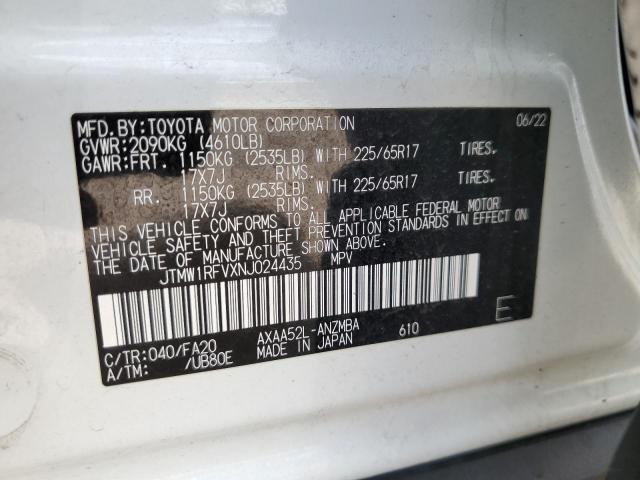 MFD. BY: TOYOTA MOTOR CORPORATION 06/22
GVWR: 2090KG (4610LB)
GAWR: FRT. 1150KG (2535LB) WITH 225/65R17 TIRES.
17X7J RIMS.
RR. 1150KG (2535LB) WITH 225/65R17 TIRES.
17X7J RIMS.
THIS VEHICLE CONFORMS TO ALL APPLICABLE FEDERAL MOTOR
VEHICLE SAFETY AND THEFT PREVENTION STANDARDS IN EFFECT ON
THE DATE OF MANUFACTURE SHOWN ABOVE.
JTMW1RFVXNJ024435 MPV
C/TR: 040/FA20 AXAA52L-ANZMBA 610 E
A/TM: /UB80E MADE IN JAPAN